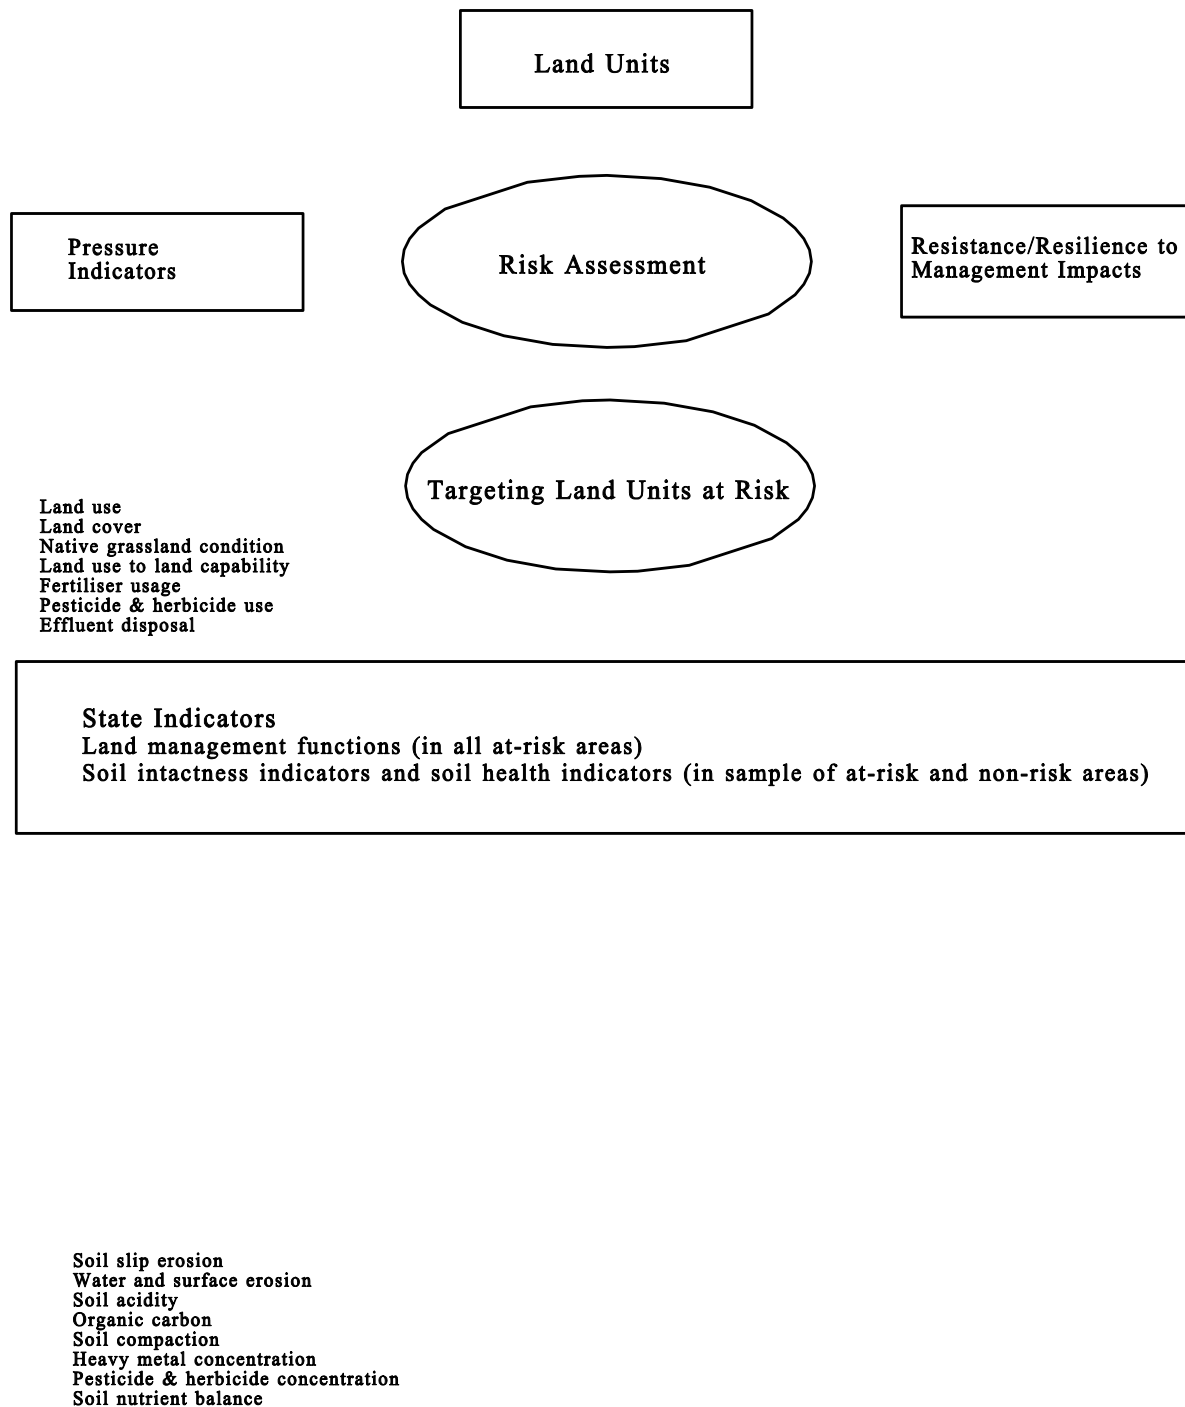 Land Units
Pressure
Indicators
Risk Assessment
Resistance/Resilience to
Management Impacts
Targeting Land Units at Risk
Land use
Land cover
Native grassland condition
Land use to land capability
Fertiliser usage
Pesticide & herbicide use
Effluent disposal
State Indicators
Land management functions (in all at-risk areas)
Soil intactness indicators and soil health indicators (in sample of at-risk and non-risk areas)
Soil slip erosion
Water and surface erosion
Soil acidity
Organic carbon
Soil compaction
Heavy metal concentration
Pesticide & herbicide concentration
Soil nutrient balance